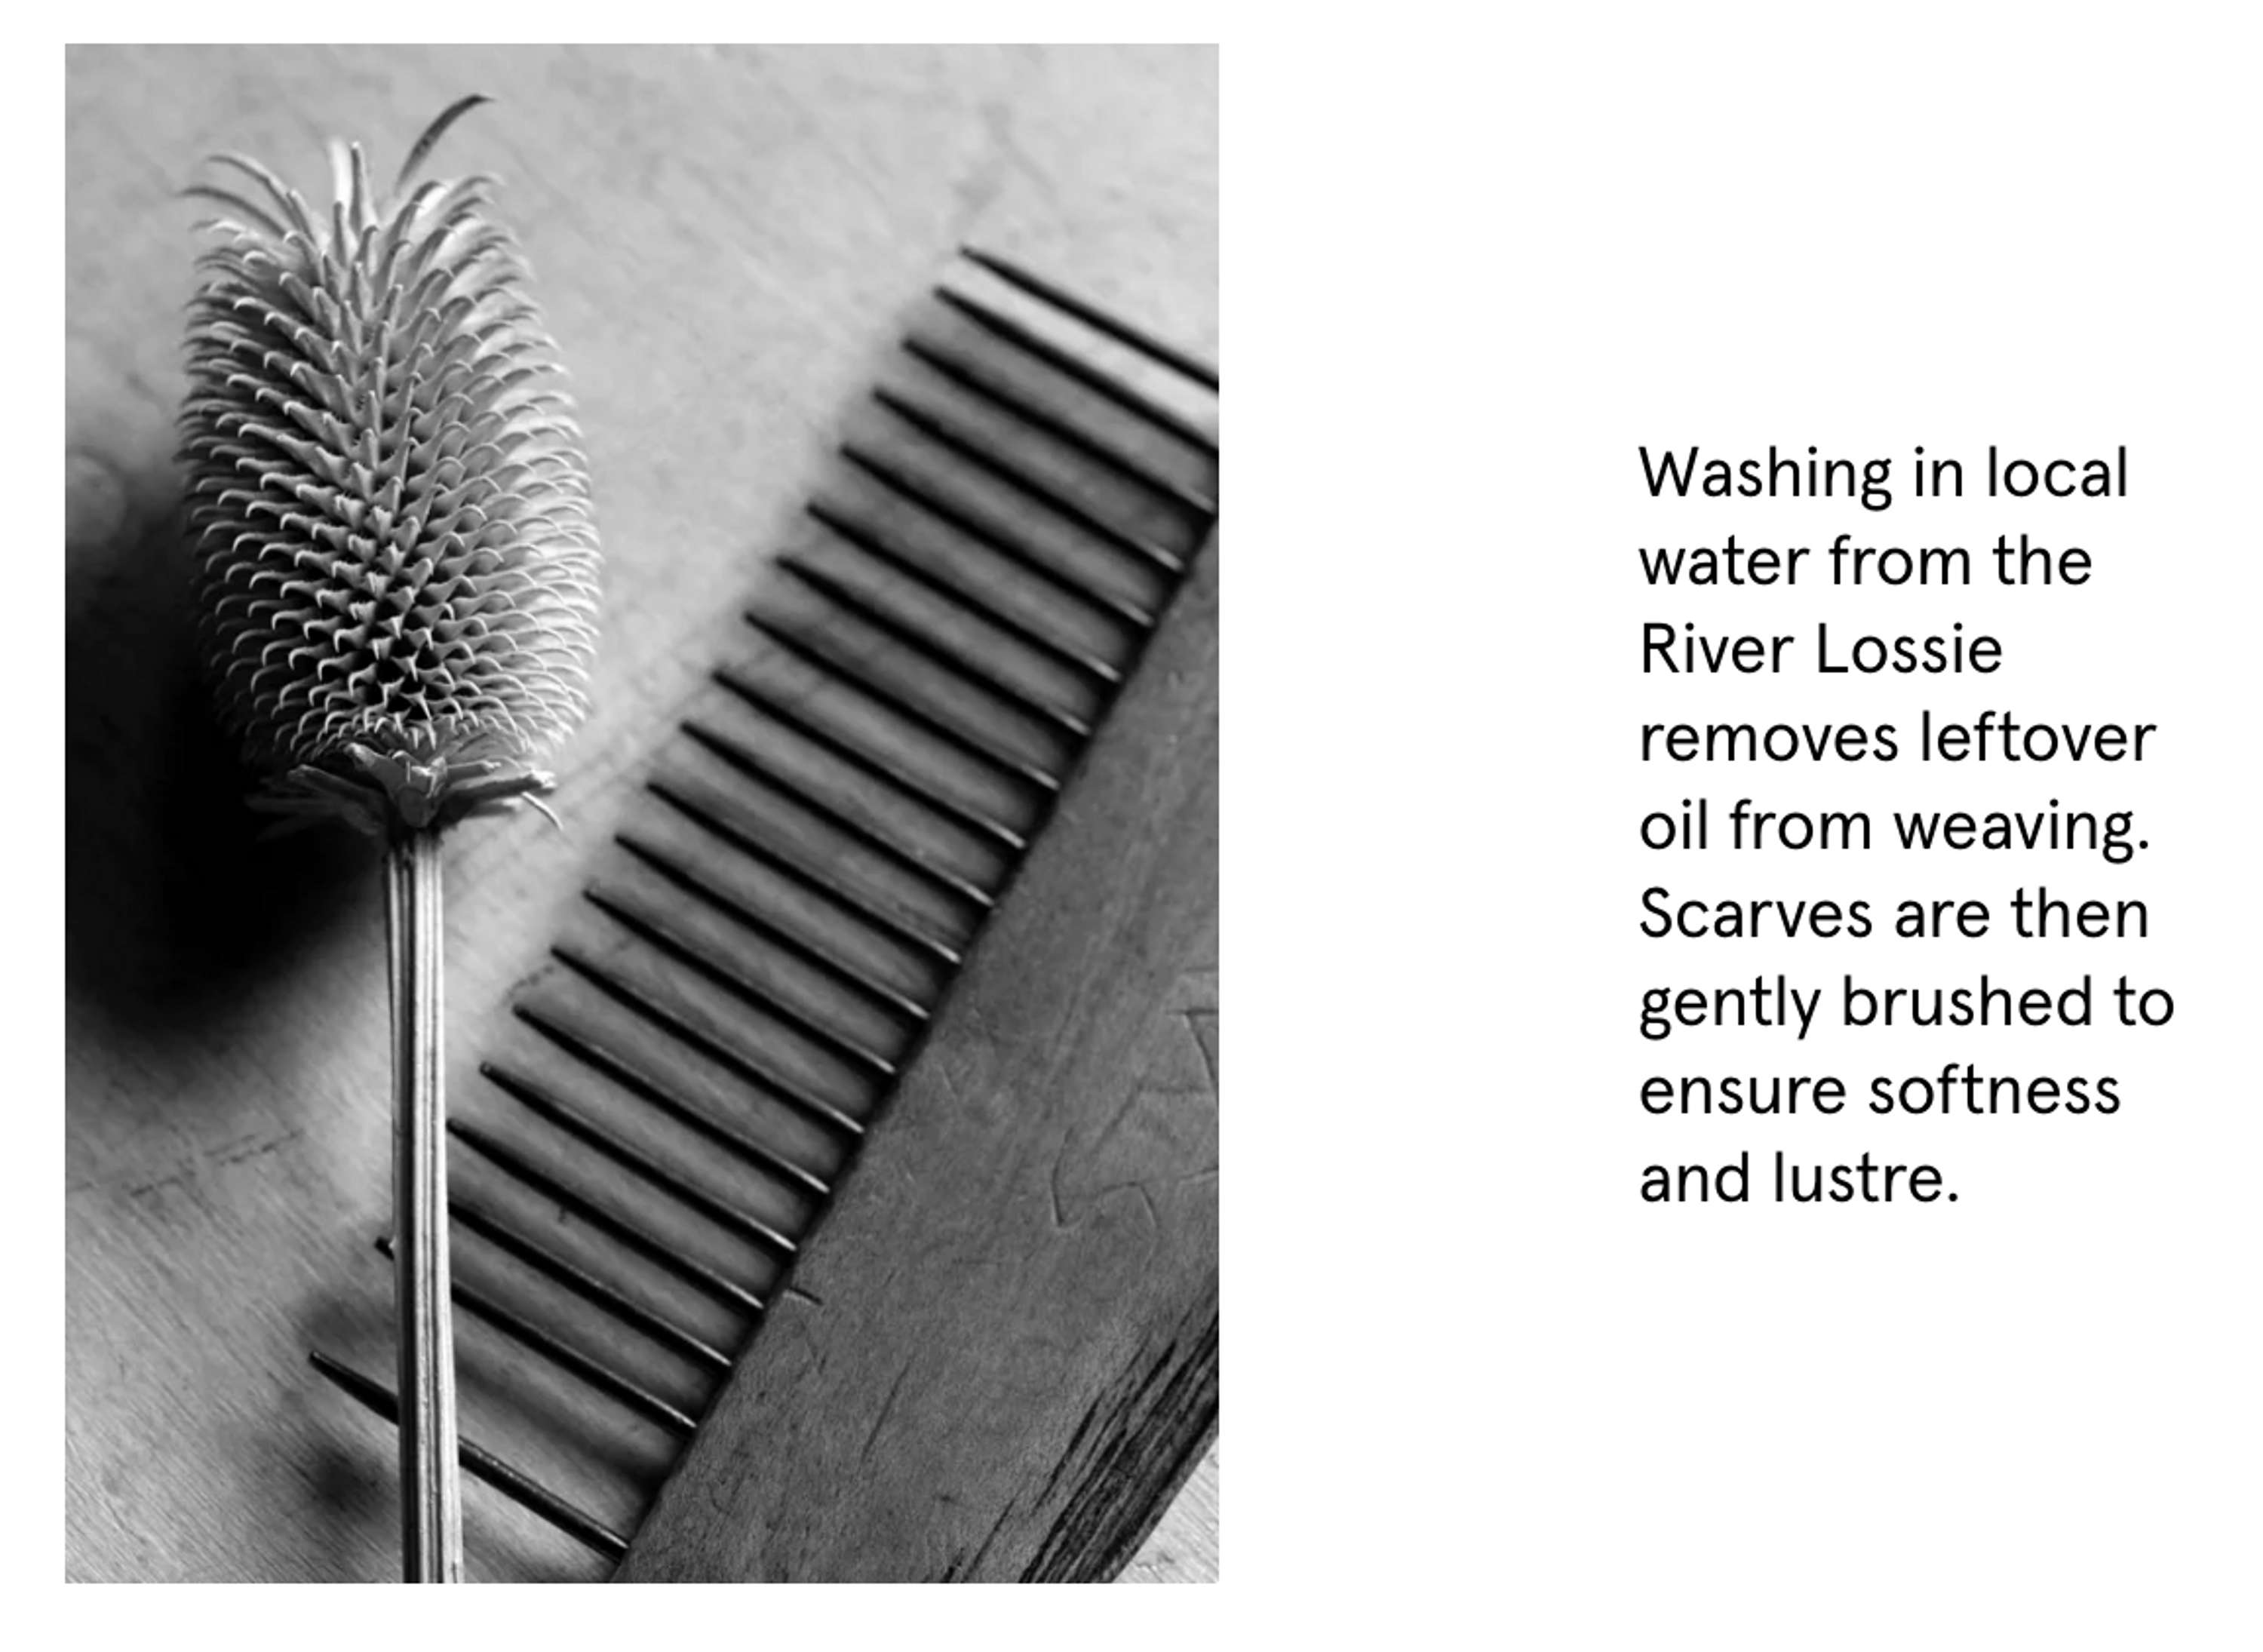 Washing in local
water from the
River Lossie
removes leftover
oil from weaving.
Scarves are then
gently brushed to
ensure softness
and lustre.